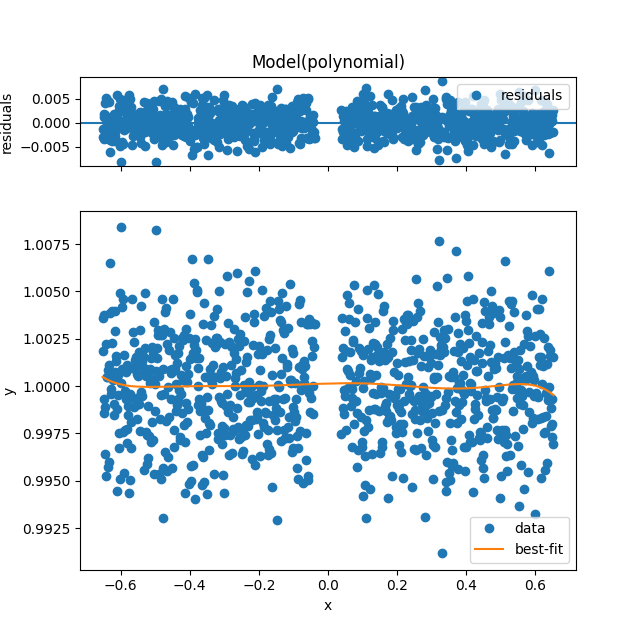 Model(polynomial)
residuals
0.005
0.000
−0.005
residuals
1.0075
1.0050
1.0025
1.0000
0.9975
0.9950
0.9925
y
data
best-fit
−0.6 −0.4 −0.2 0.0 0.2 0.4 0.6
x